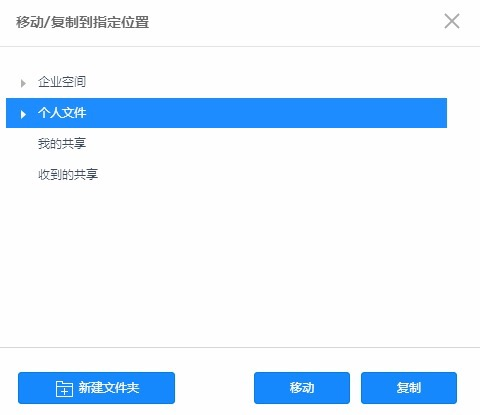 移动/复制到指定位置
企业空间
个人文件
我的共享
收到的共享
新建文件夹 移动 复制